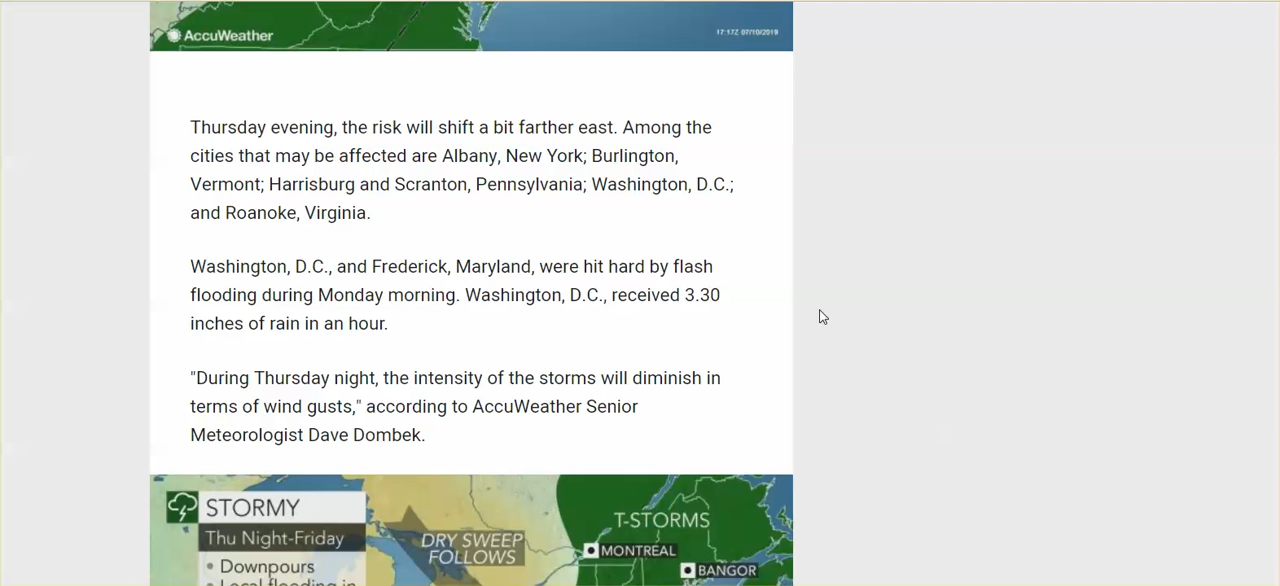 AccuWeather
17:17Z 07/10/2019
Thursday evening, the risk will shift a bit farther east. Among the
cities that may be affected are Albany, New York; Burlington,
Vermont; Harrisburg and Scranton, Pennsylvania; Washington, D.C.;
and Roanoke, Virginia.
Washington, D.C., and Frederick, Maryland, were hit hard by flash
flooding during Monday morning. Washington, D.C., received 3.30
inches of rain in an hour.
"During Thursday night, the intensity of the storms will diminish in
terms of wind gusts," according to AccuWeather Senior
Meteorologist Dave Dombek.
STORMY
Thu Night-Friday
• Downpours
• Local flooding in
DRY SWEEP
FOLLOWS
T-STORMS
MONTREAL
BANGOR